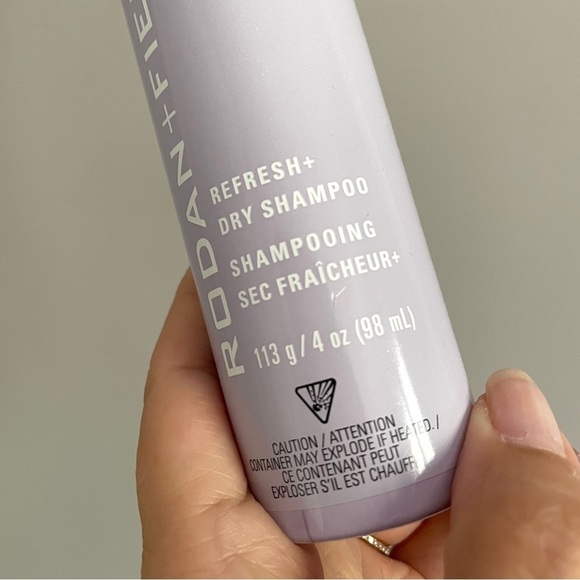 RODAN+FIE
REFRESH+
DRY SHAMPOO
SHAMPOOING
SEC FRAÎCHEUR+
113 g/4 oz (98 mL)
CAUTION / ATTENTION
CONTAINER MAY EXPLODE IF HEATED./
CE CONTENANT PEUT
EXPLOSER S'IL EST CHAUFF